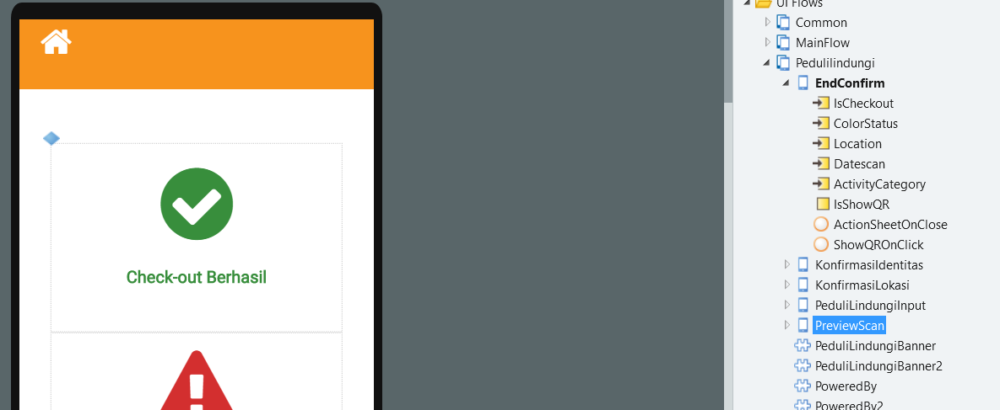 Check-out Berhasil
UI Flows
Common
MainFlow
Pedulilindungi
EndConfirm
IsCheckout
ColorStatus
Location
Datescan
ActivityCategory
IsShowQR
ActionSheetOnClose
ShowQROnClick
KonfirmasiIdentitas
KonfirmasiLokasi
PeduliLindungiInput
PreviewScan
PeduliLindungiBanner
PeduliLindungiBanner2
PoweredBy
PoweredBy2